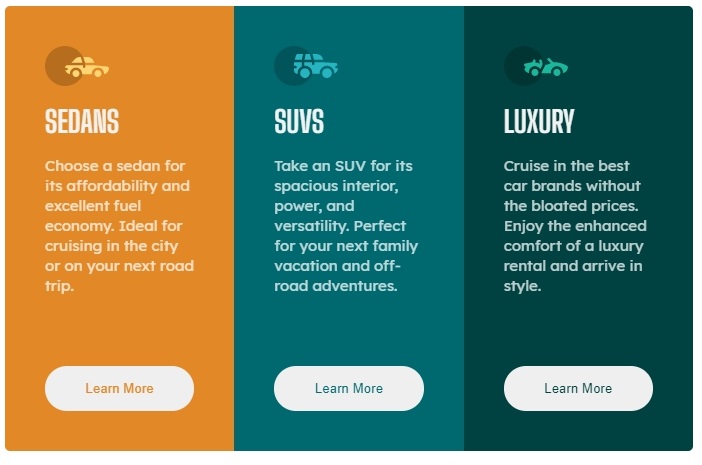 SEDANS
Choose a sedan for
its affordability and
excellent fuel
economy. Ideal for
cruising in the city
or on your next road
trip.
Learn More
SUVS
Take an SUV for its
spacious interior,
power, and
versatility. Perfect
for your next family
vacation and off-
road adventures.
Learn More
LUXURY
Cruise in the best
car brands without
the bloated prices.
Enjoy the enhanced
comfort of a luxury
rental and arrive in
style.
Learn More